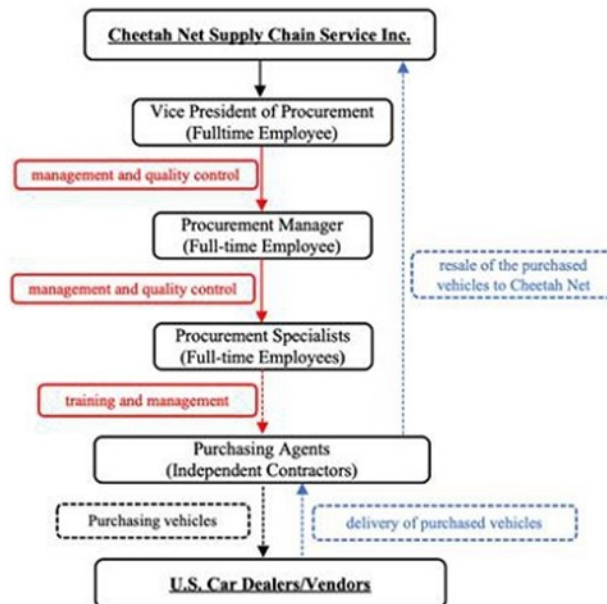 Cheetah Net Supply Chain Service Inc.
Vice President of Procurement
(Fulltime Employee)
management and quality control
Procurement Manager
(Full-time Employee)
resale of the purchased
vehicles to Cheetah Net
management and quality control
Procurement Specialists
(Full-time Employees)
training and management
Purchasing Agents
(Independent Contractors)
Purchasing vehicles
delivery of purchased vehicles
U.S. Car Dealers/Vendors